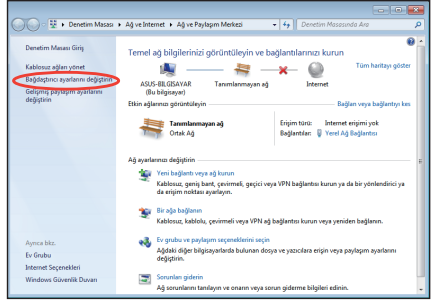 Denetim Masası ▸ Ağ ve Internet ▸ Ağ ve Paylaşım Merkezi
Denetim Masasında Ara
Denetim Masası Giriş
Kablosuz ağları yönet
Bağdaştırıcı ayarlarını değiştirin
Gelişmiş paylaşım ayarlarını
değiştirin
Temel ağ bilgilerinizi görüntüleyin ve bağlantılarınızı kurun
Tüm haritayı göster
ASUS-BILGISAYAR
(Bu bilgisayar)
Tanımlanmayan ağ
Internet
Etkin ağlarınızı görüntüleyin
Bağlan veya bağlantıyı kes
Tanımlanmayan ağ
Ortak Ağ
Erişim türü: Internet erişimi yok
Bağlantılar: Yerel Ağ Bağlantısı
Ağ ayarlarınızı değiştirin
Yeni bağlantı veya ağ kurun
Kablosuz, geniş bant, çevirmeli, geçici veya VPN bağlantısı kurun ya da bir yönlendirici ya
da erişim noktası ayarlayın.
Bir ağa bağlanın
Kablosuz, kablolu, çevirmeli veya VPN ağ bağlantısı kurun veya yeniden bağlanın.
Ev grubu ve paylaşım seçeneklerini seçin
Ağdaki diğer bilgisayarlarda bulunan dosya ve yazıcılara erişin veya paylaşım ayarlarını
değiştirin.
Sorunları giderin
Ağ sorunlarını tanılayın ve onarın veya sorun giderme bilgileri edinin.
Ayrıca bkz.
Ev Grubu
Internet Seçenekleri
Windows Güvenlik Duvarı